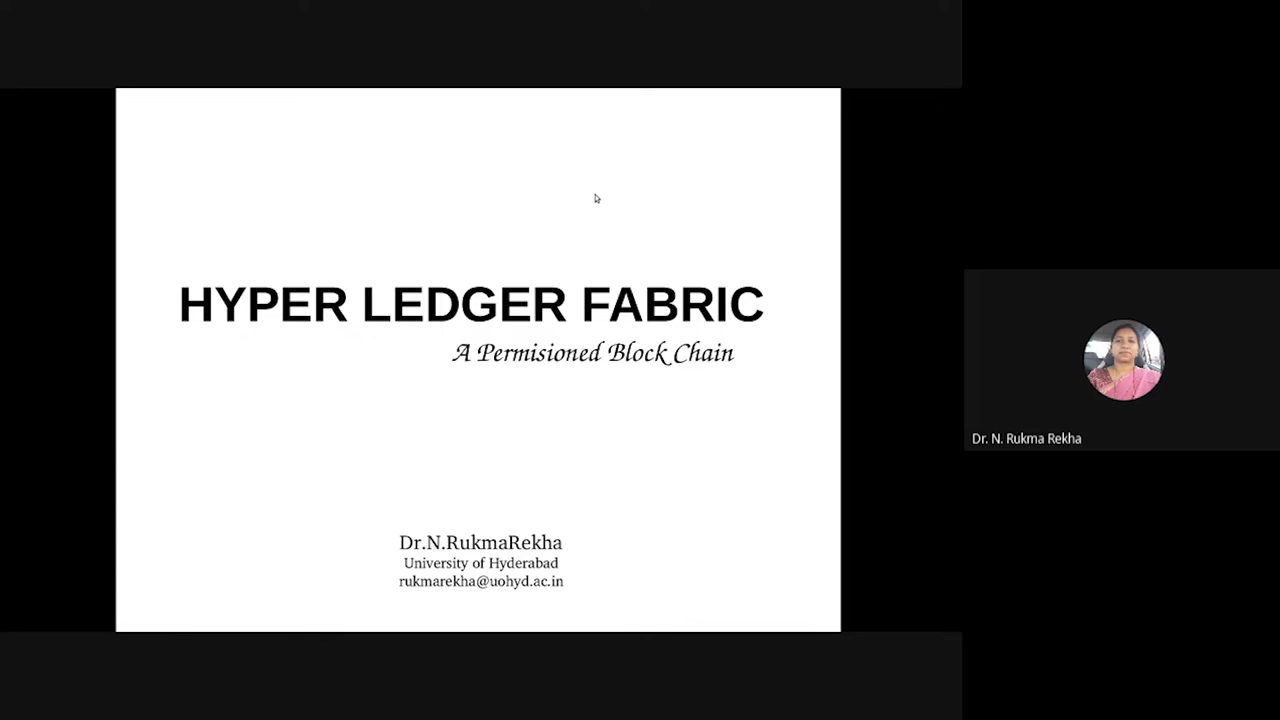 HYPER LEDGER FABRIC
A Permisioned Block Chain
Dr.N.RukmaRekha
University of Hyderabad
rukmarekha@uohyd.ac.in
Dr. N. Rukma Rekha